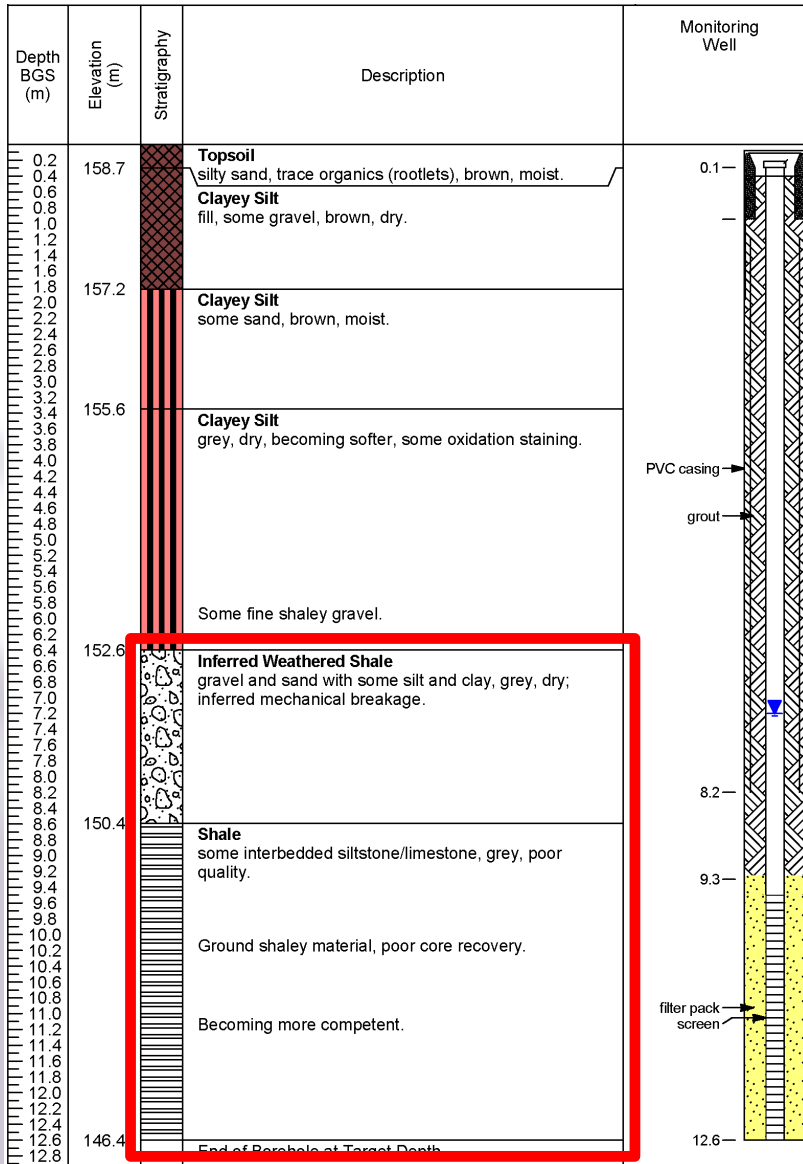 Depth
BGS
(m)
Elevation
(m)
Stratigraphy
Description
Monitoring
Well
0.2
0.4
0.6
0.8
1.0
1.2
1.4
1.6
1.8
2.0
2.2
2.4
2.6
2.8
3.0
3.2
3.4
3.6
3.8
4.0
4.2
4.4
4.6
4.8
5.0
5.2
5.4
5.6
5.8
6.0
6.2
6.4
6.6
6.8
7.0
7.2
7.4
7.6
7.8
8.0
8.2
8.4
8.6
8.8
9.0
9.2
9.4
9.6
9.8
10.0
10.2
10.4
10.6
10.8
11.0
11.2
11.4
11.6
11.8
12.0
12.2
12.4
12.6
12.8
158.7
157.2
155.6
152.6
150.4
146.4
Topsoil
silty sand, trace organics (rootlets), brown, moist.
Clayey Silt
fill, some gravel, brown, dry.
Clayey Silt
some sand, brown, moist.
Clayey Silt
grey, dry, becoming softer, some oxidation staining.
Some fine shaley gravel.
Inferred Weathered Shale
gravel and sand with some silt and clay, grey, dry;
inferred mechanical breakage.
Shale
some interbedded siltstone/limestone, grey, poor
quality.
Ground shaley material, poor core recovery.
Becoming more competent.
End of Borehole at Target Depth
0.1
PVC casing
grout
8.2
9.3
filter pack
screen
12.6